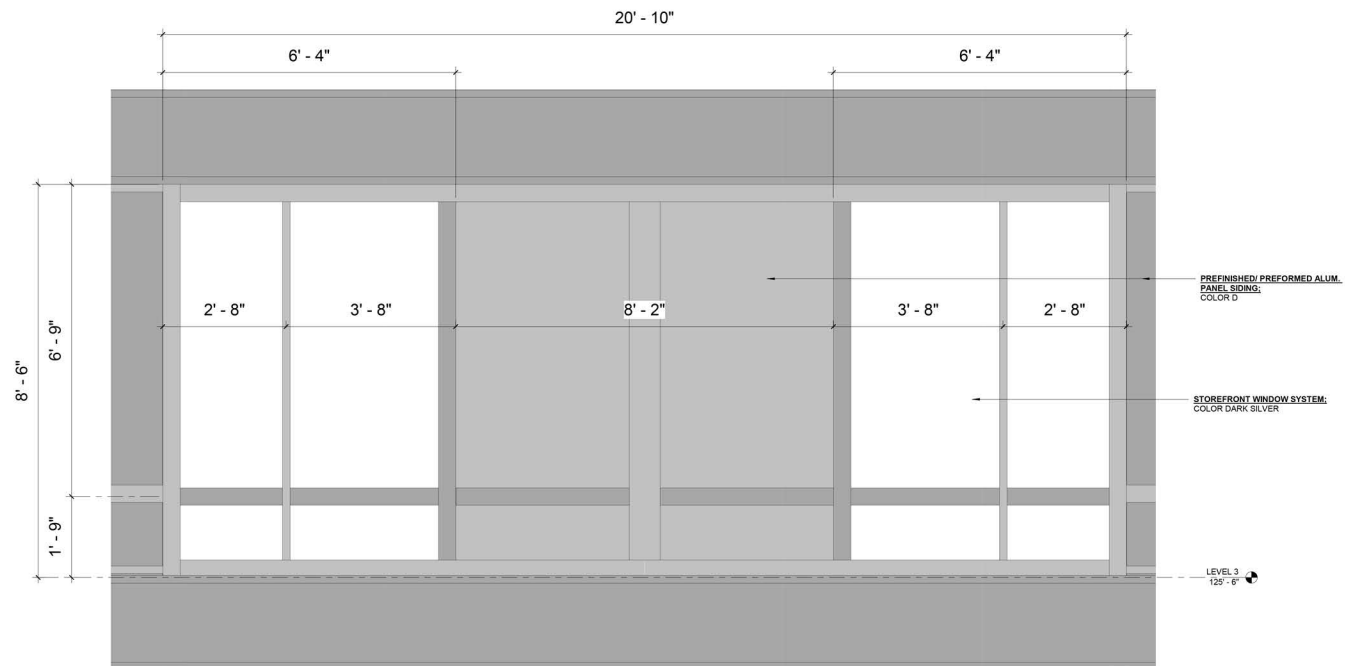 20' - 10"
6' - 4"
6' - 4"
PREFINISHED/ PREFORMED ALUM.
PANEL SIDING;
COLOR D
2' - 8"
3' - 8"
8' - 2"
3' - 8"
2' - 8"
6' - 9"
8' - 6"
STOREFRONT WINDOW SYSTEM;
COLOR DARK SILVER
1' - 9"
LEVEL 3
125' - 6"